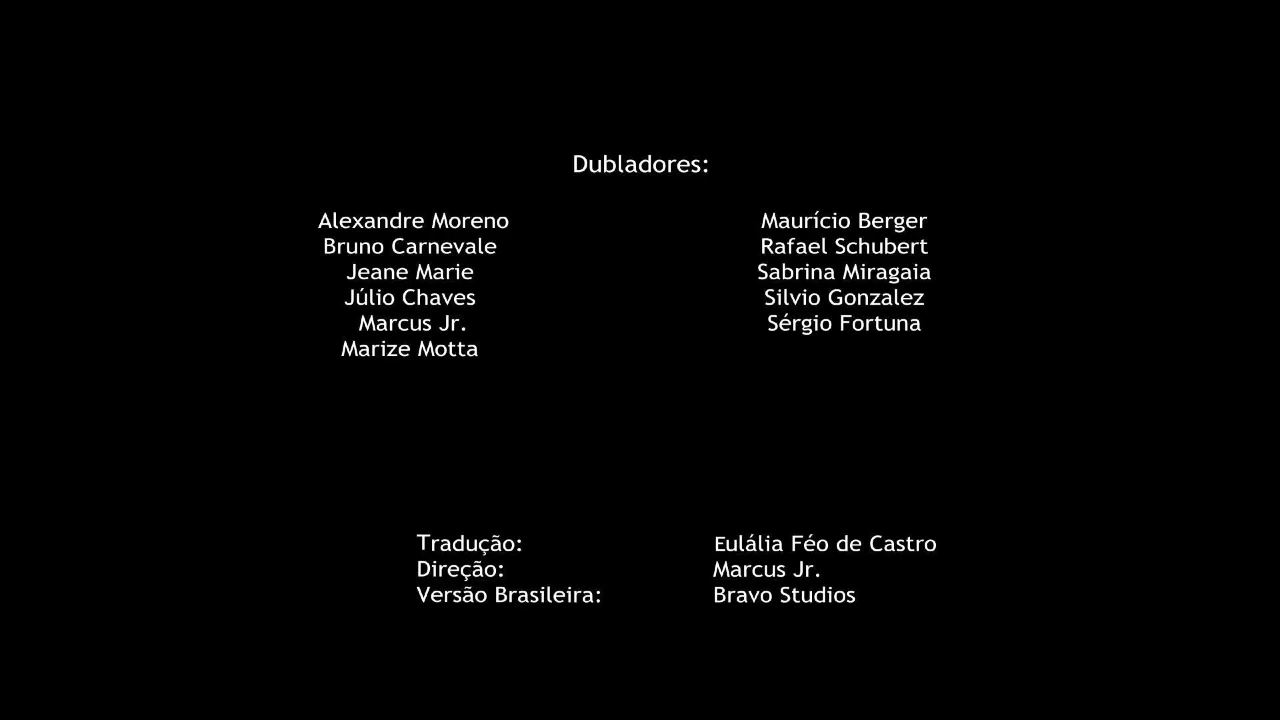 Dubladores:
Alexandre Moreno
Bruno Carnevale
Jeane Marie
Júlio Chaves
Marcus Jr.
Marize Motta
Maurício Berger
Rafael Schubert
Sabrina Miragaia
Silvio Gonzalez
Sérgio Fortuna
Tradução: Eulália Féo de Castro
Direção: Marcus Jr.
Versão Brasileira: Bravo Studios